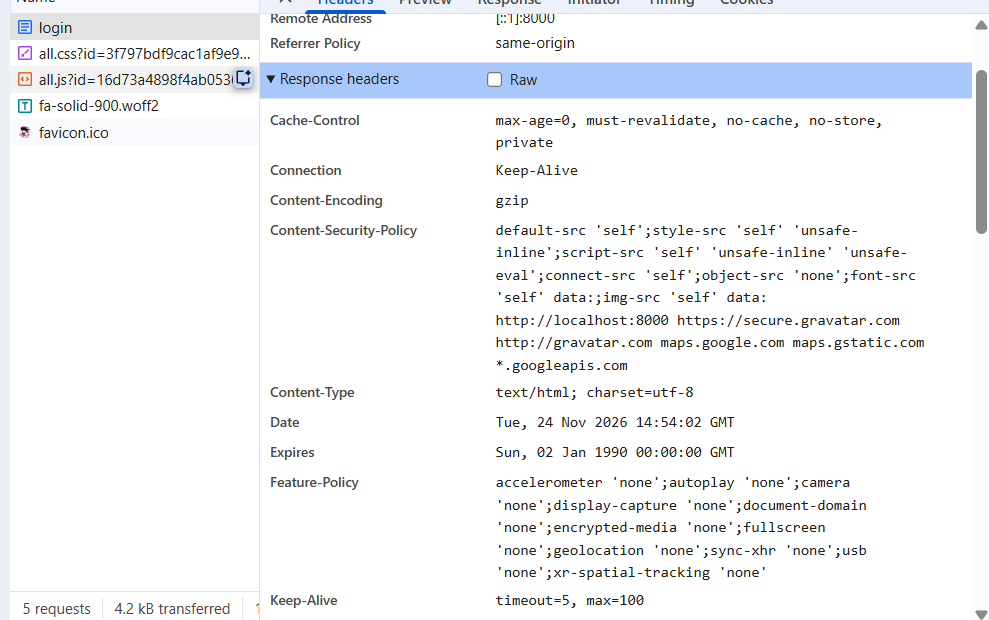 Name
Headers Preview Response Initiator Timing Cookies
login
all.css?id=3f797bdf9cac1af9e9...
all.js?id=16d73a4898f4ab053
fa-solid-900.woff2
favicon.ico
Remote Address [::1]:8000
Referrer Policy same-origin
Response headers Raw
Cache-Control max-age=0, must-revalidate, no-cache, no-store,
private
Connection Keep-Alive
Content-Encoding gzip
Content-Security-Policy default-src 'self';style-src 'self' 'unsafe-
inline';script-src 'self' 'unsafe-inline' 'unsafe-
eval';connect-src 'self';object-src 'none';font-src
'self' data:;img-src 'self' data:
http://localhost:8000 https://secure.gravatar.com
http://gravatar.com maps.google.com maps.gstatic.com
*.googleapis.com
Content-Type text/html; charset=utf-8
Date Tue, 24 Nov 2026 14:54:02 GMT
Expires Sun, 02 Jan 1990 00:00:00 GMT
Feature-Policy accelerometer 'none';autoplay 'none';camera
'none';display-capture 'none';document-domain
'none';encrypted-media 'none';fullscreen
'none';geolocation 'none';sync-xhr 'none';usb
'none';xr-spatial-tracking 'none'
Keep-Alive timeout=5, max=100
5 requests 4.2 kB transferred